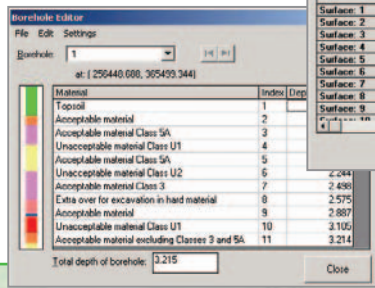 Borehole Editor
File Edit Settings
Borehole: 1
at: [ 256440.688, 365499.344]
Material Index Dep
Topsoil 1
Acceptable material 2
Acceptable material Class 5A 3
Unacceptable material Class U1 4
Acceptable material Class 5A 5
Unacceptable material Class U2 6 2.244
Acceptable material Class 3 7 2.498
Extra over for excavation in hard material 8 2.575
Acceptable material 9 2.887
Unacceptable material Class U1 10 3.105
Acceptable material excluding Classes 3 and 5A 11 3.214
Total depth of borehole: 3.215
Close
Surface: 1
Surface: 2
Surface: 3
Surface: 4
Surface: 5
Surface: 6
Surface: 7
Surface: 8
Surface: 9